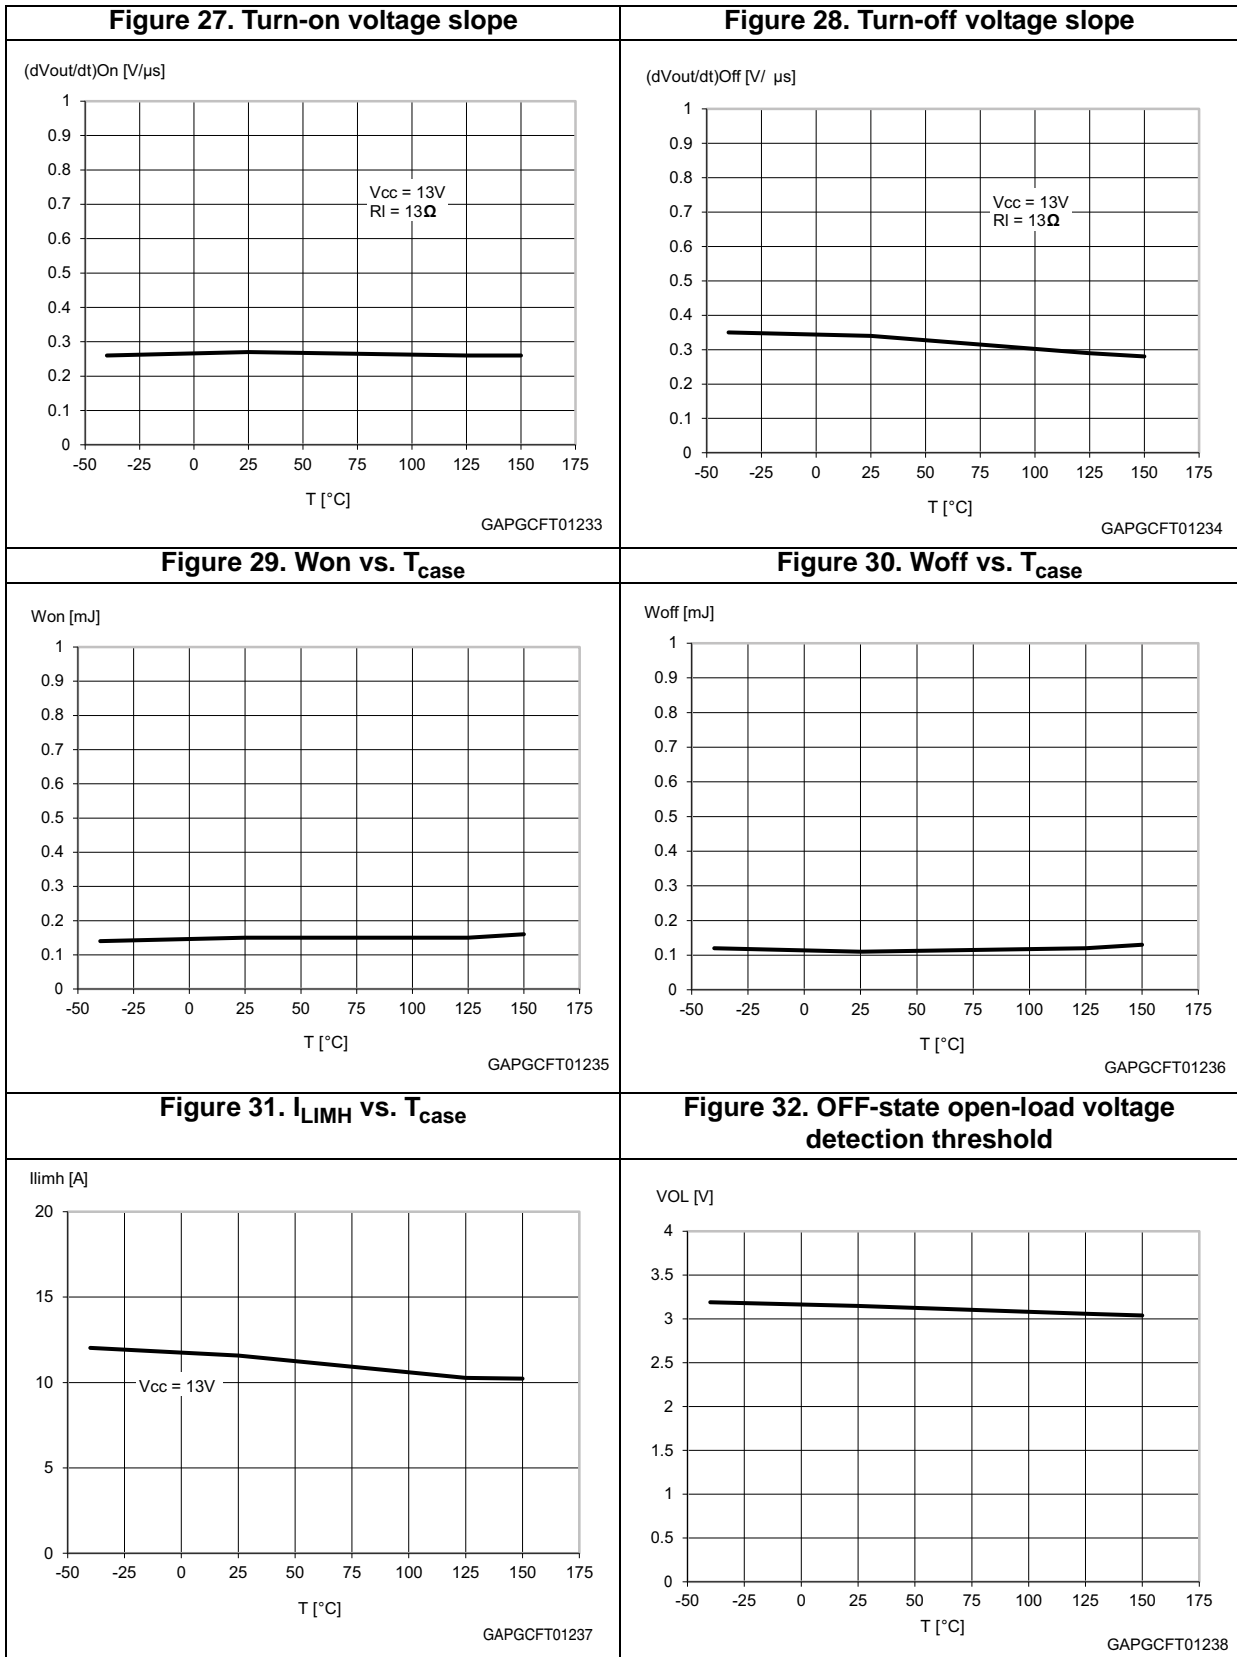 Figure 27. Turn-on voltage slope
(dVout/dt)On [V/µs]
1
0.9
0.8
0.7
0.6
0.5
0.4
0.3
0.2
0.1
0
Vcc = 13V
Rl = 13Ω
-50 -25 0 25 50 75 100 125 150 175
T [°C]
GAPGCFT01233
Figure 28. Turn-off voltage slope
(dVout/dt)Off [V/ µs]
1
0.9
0.8
0.7
0.6
0.5
0.4
0.3
0.2
0.1
0
Vcc = 13V
Rl = 13Ω
-50 -25 0 25 50 75 100 125 150 175
T [°C]
GAPGCFT01234
Figure 29. Won vs. Tcase
Won [mJ]
1
0.9
0.8
0.7
0.6
0.5
0.4
0.3
0.2
0.1
0
-50 -25 0 25 50 75 100 125 150 175
T [°C]
GAPGCFT01235
Figure 30. Woff vs. Tcase
Woff [mJ]
1
0.9
0.8
0.7
0.6
0.5
0.4
0.3
0.2
0.1
0
-50 -25 0 25 50 75 100 125 150 175
T [°C]
GAPGCFT01236
Figure 31. ILIMH vs. Tcase
Ilimh [A]
20
15
10
5
0
Vcc = 13V
-50 -25 0 25 50 75 100 125 150 175
T [°C]
GAPGCFT01237
Figure 32. OFF-state open-load voltage
detection threshold
VOL [V]
4
3.5
3
2.5
2
1.5
1
0.5
0
-50 -25 0 25 50 75 100 125 150 175
T [°C]
GAPGCFT01238